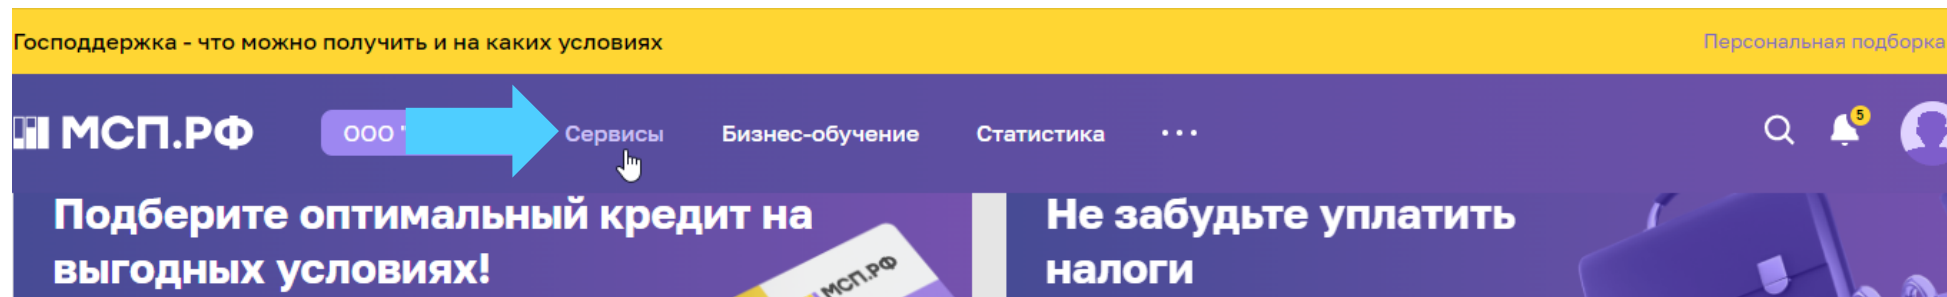 Господдержка - что можно получить и на каких условиях
Персональная подборка
МСП.РФ
ООО "
Сервисы
Бизнес-обучение
Статистика
5
Подберите оптимальный кредит на
выгодных условиях!
МСП.РФ
Не забудьте уплатить
налоги